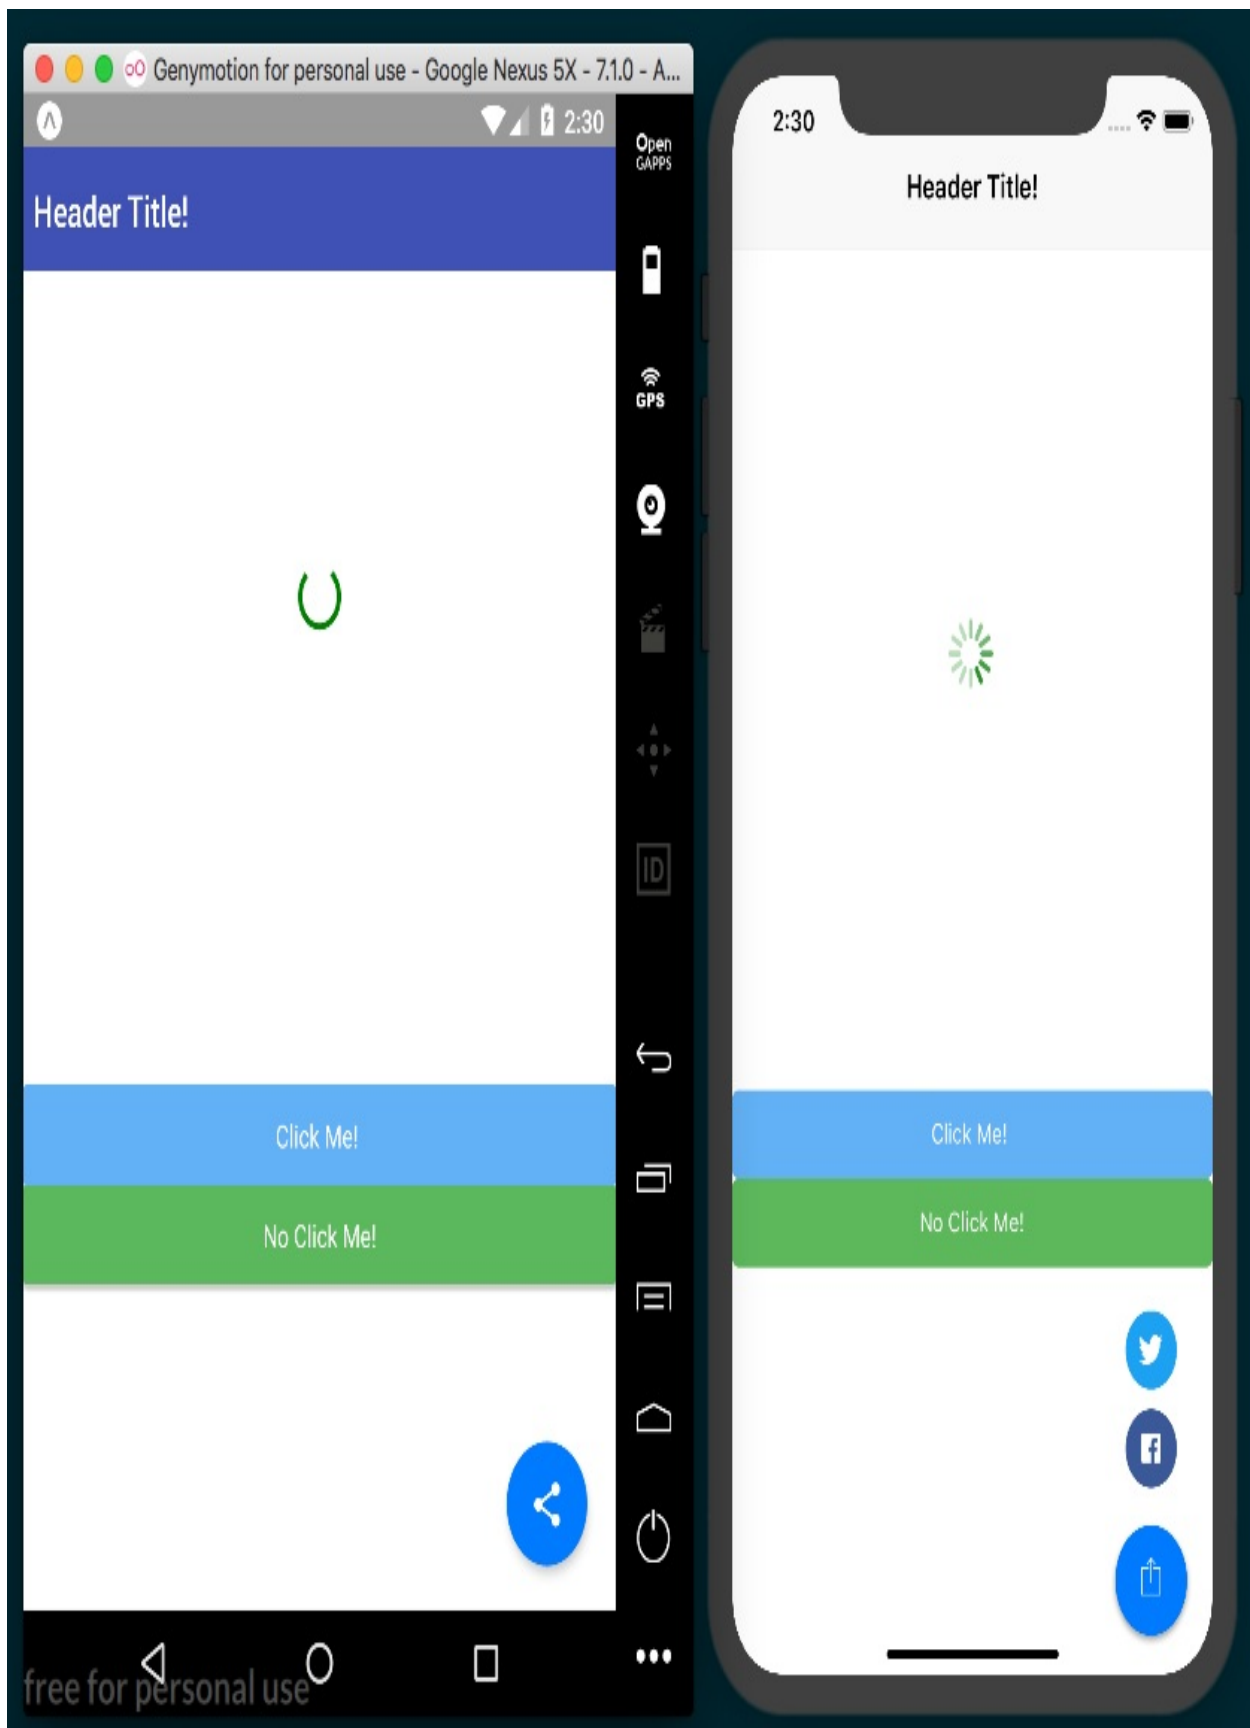 Genymotion for personal use - Google Nexus 5X - 7.1.0 - A...
2:30
Header Title!
Open
GAPPS
GPS
ID
Click Me!
No Click Me!
free for personal use
2:30
Header Title!
Click Me!
No Click Me!